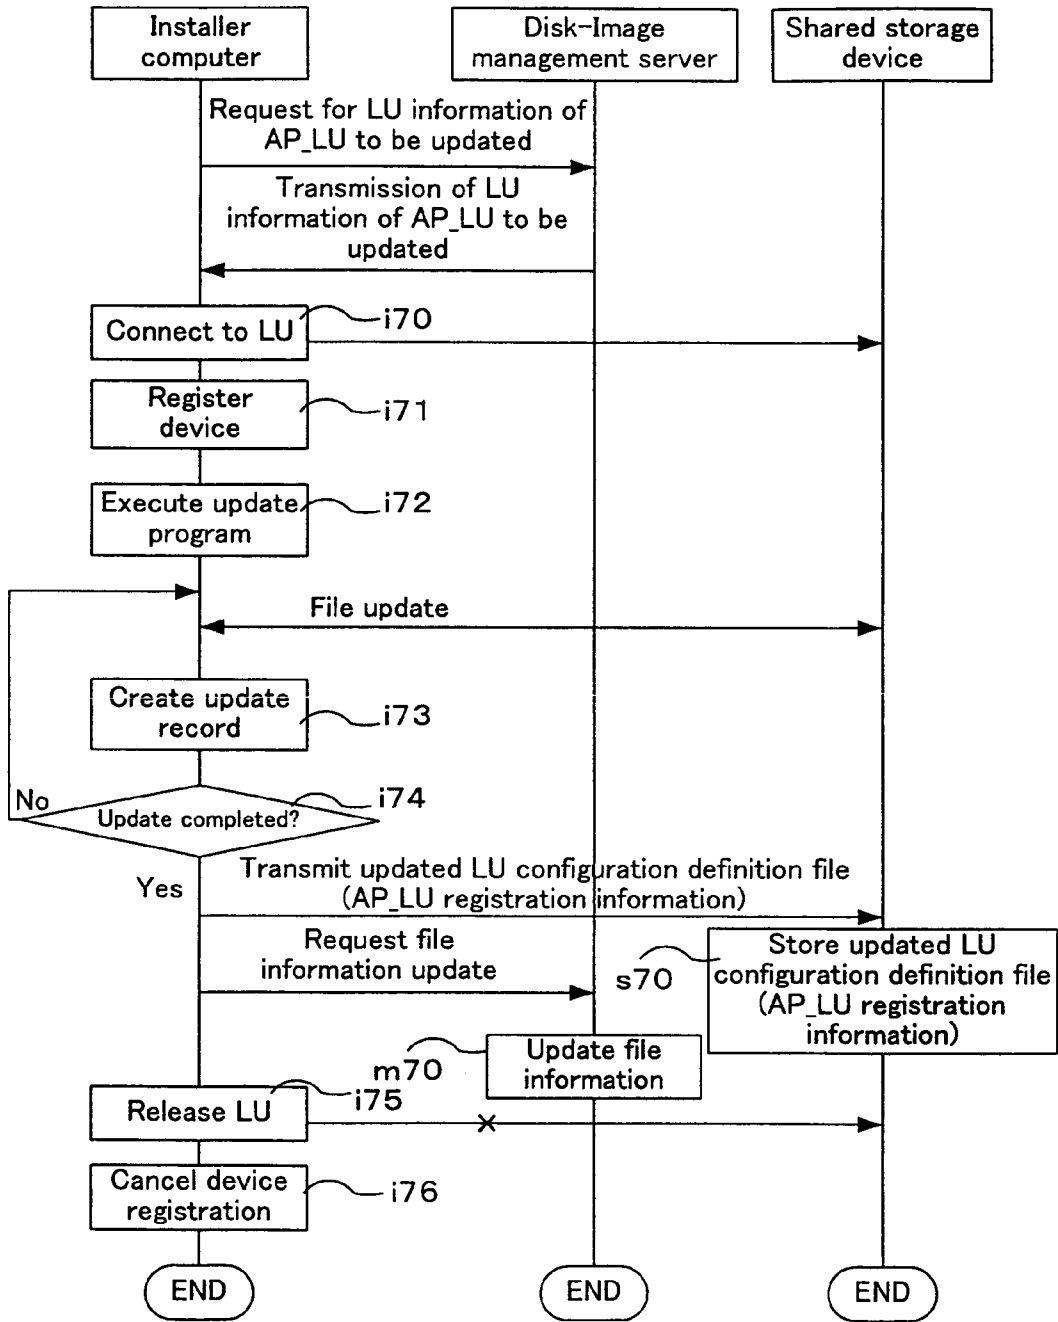 Installer
computer
Disk-Image
management server
Shared storage
device
Request for LU information of
AP_LU to be updated
Transmission of LU
information of AP_LU to be
updated
Connect to LU
i70
Register
device
i71
Execute update
program
i72
File update
Create update
record
i73
No
Update completed?
i74
Yes
Transmit updated LU configuration definition file
(AP_LU registration information)
Request file
information update
s70
Store updated LU
configuration definition file
(AP_LU registration
information)
m70
Update file
information
i75
Release LU
Cancel device
registration
i76
END
END
END